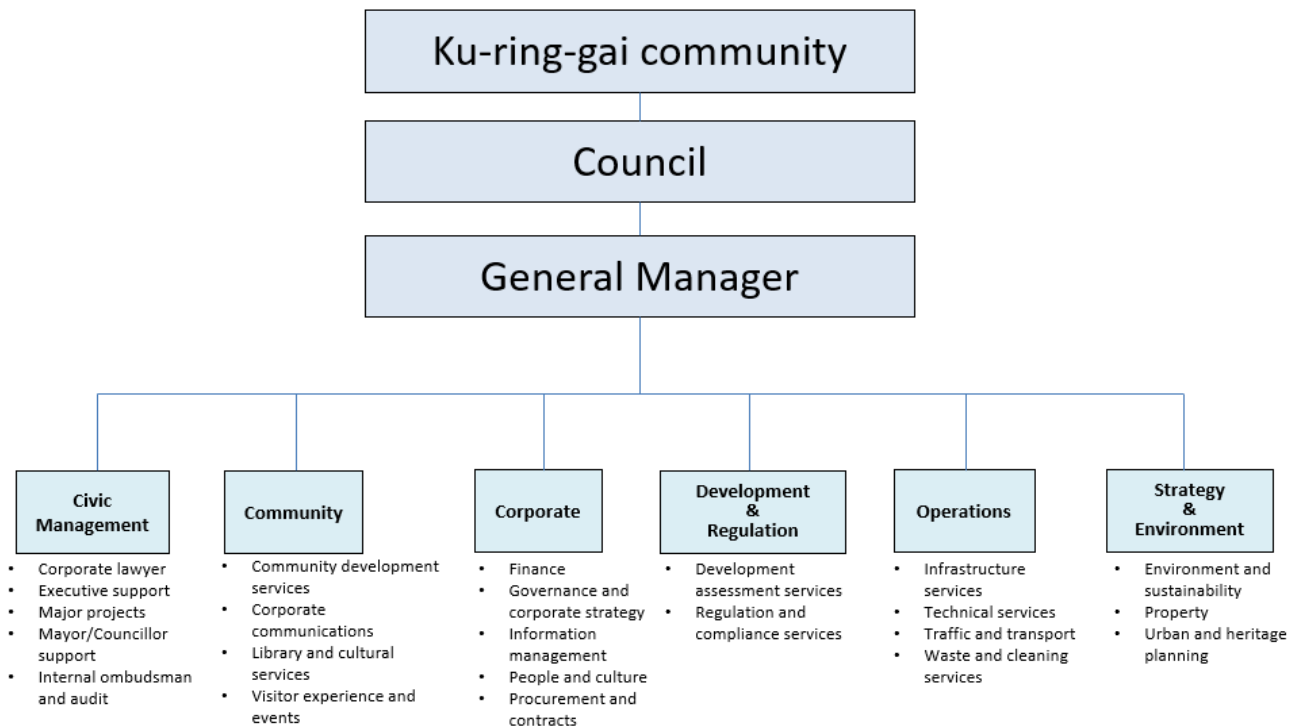 Ku-ring-gai community
Council
General Manager
Civic
Management
• Corporate lawyer
• Executive support
• Major projects
• Mayor/Councillor
support
• Internal ombudsman
and audit
Community
• Community development
services
• Corporate
communications
• Library and cultural
services
• Visitor experience and
events
Corporate
• Finance
• Governance and
corporate strategy
• Information
management
• People and culture
• Procurement and
contracts
Development
&
Regulation
• Development
assessment services
• Regulation and
compliance services
Operations
• Infrastructure
services
• Technical services
• Traffic and transport
• Waste and cleaning
services
Strategy
&
Environment
• Environment and
sustainability
• Property
• Urban and heritage
planning